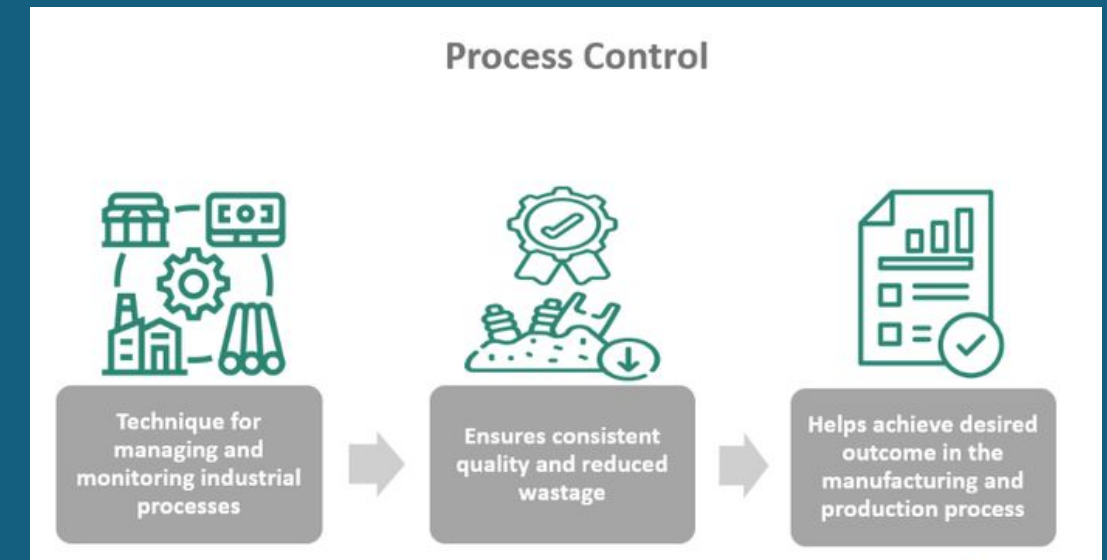 Process Control
Technique for
managing and
monitoring industrial
processes
Ensures consistent
quality and reduced
wastage
Helps achieve desired
outcome in the
manufacturing and
production process